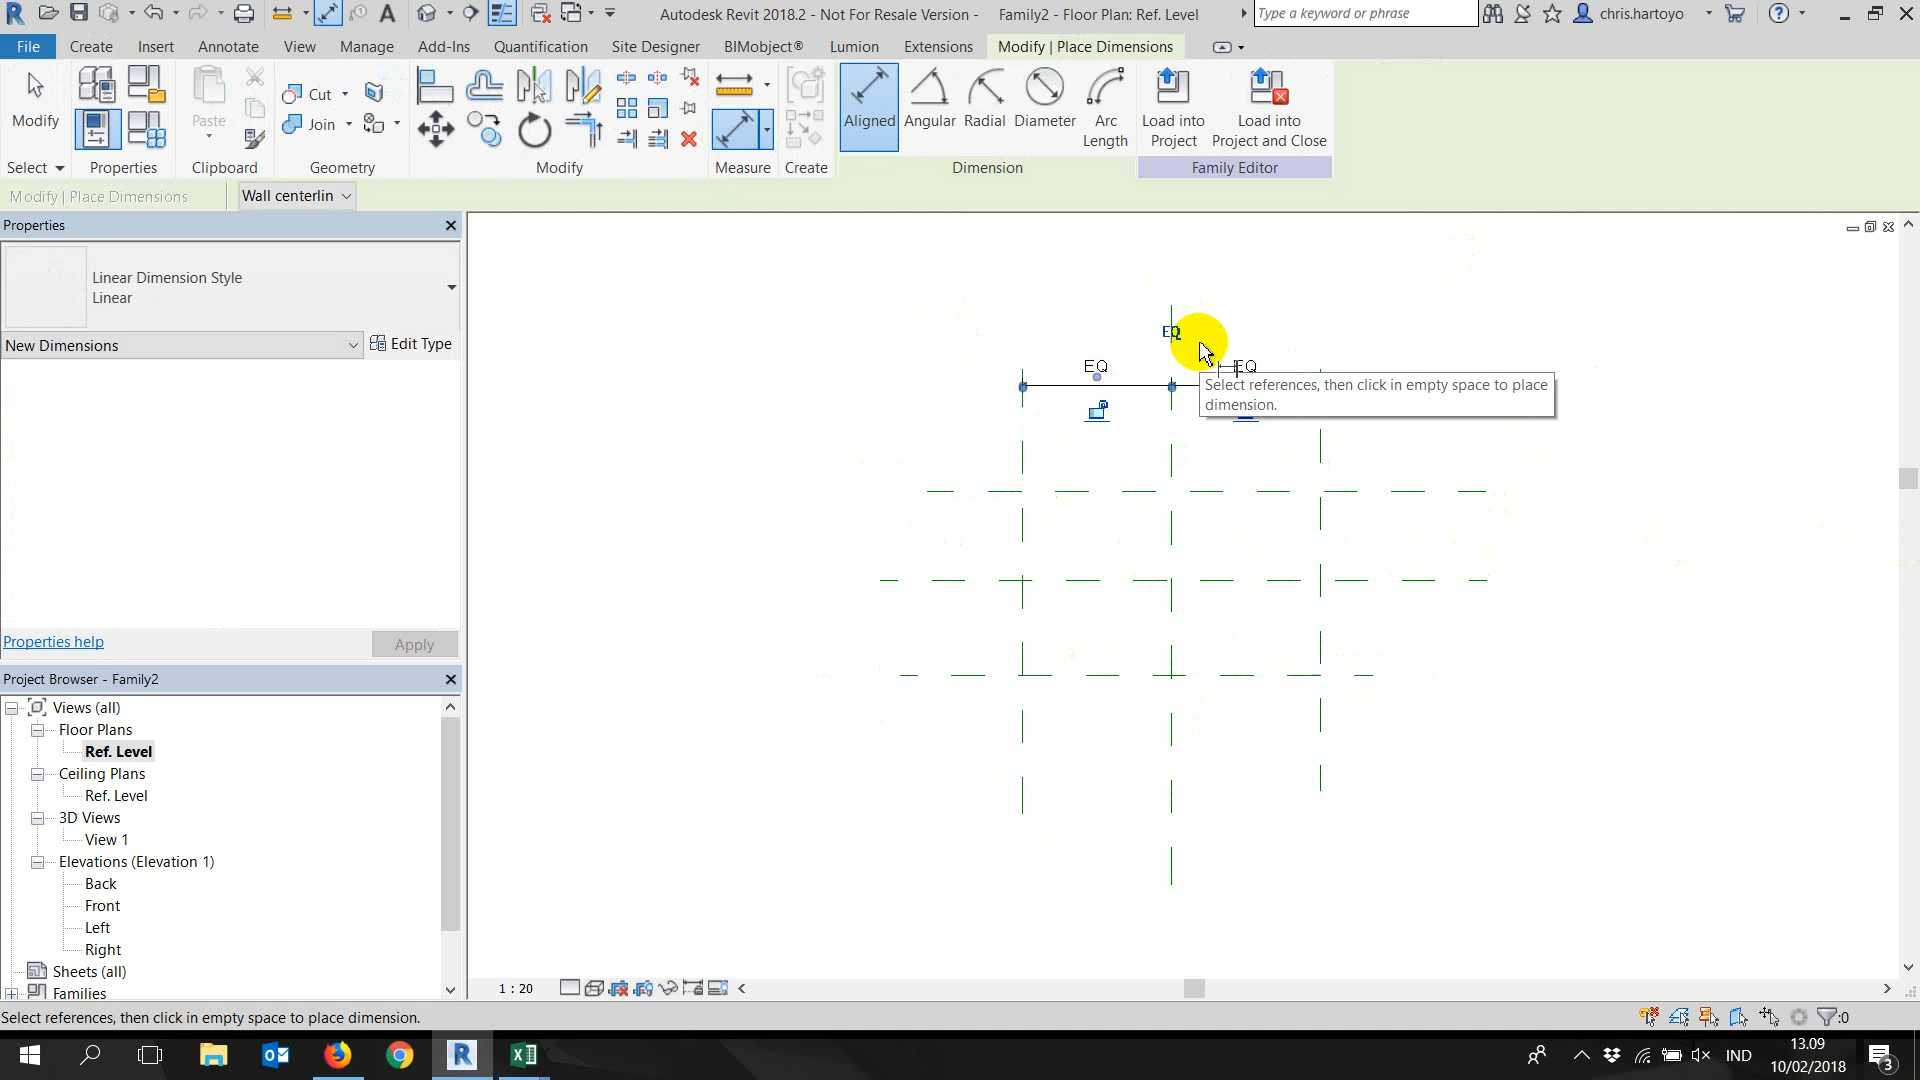 Autodesk Revit 2018.2 - Not For Resale Version - Family2 - Floor Plan: Ref. Level
Type a keyword or phrase
chris.hartoyo
File Create Insert Annotate View Manage Add-Ins Quantification Site Designer BIMobject® Lumion Extensions Modify | Place Dimensions
Cut
Join
Modify
Paste
Aligned Angular Radial Diameter Arc Length
Load into Project
Load into Project and Close
Select Properties Clipboard Geometry Modify Measure Create Dimension Family Editor
Modify | Place Dimensions
Wall centerlin
Properties
Linear Dimension Style
Linear
New Dimensions
Edit Type
EQ
EQ
EQ
Select references, then click in empty space to place
dimension.
Properties help
Apply
Project Browser - Family2
Views (all)
Floor Plans
Ref. Level
Ceiling Plans
Ref. Level
3D Views
View 1
Elevations (Elevation 1)
Back
Front
Left
Right
Sheets (all)
Families
1 : 20
Select references, then click in empty space to place dimension.
:0
IND
13.09
10/02/2018
3